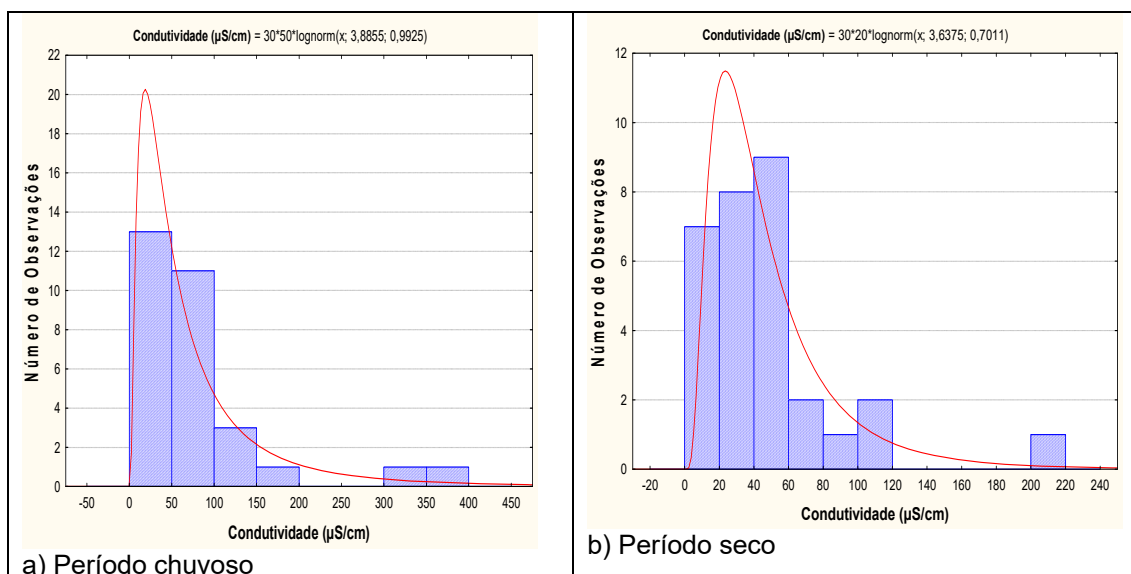 Condutividade (µS/cm) = 30*50*lognorm(x; 3,8855; 0,9925)
22
20
18
16
14
12
10
8
6
4
2
0
Número de Observações
-50 0 50 100 150 200 250 300 350 400 450
Condutividade (µS/cm)
a) Período chuvoso
Condutividade (µS/cm) = 30*20*lognorm(x; 3,6375; 0,7011)
12
10
8
6
4
2
0
Número de Observações
-20 0 20 40 60 80 100 120 140 160 180 200 220 240
Condutividade (µS/cm)
b) Período seco